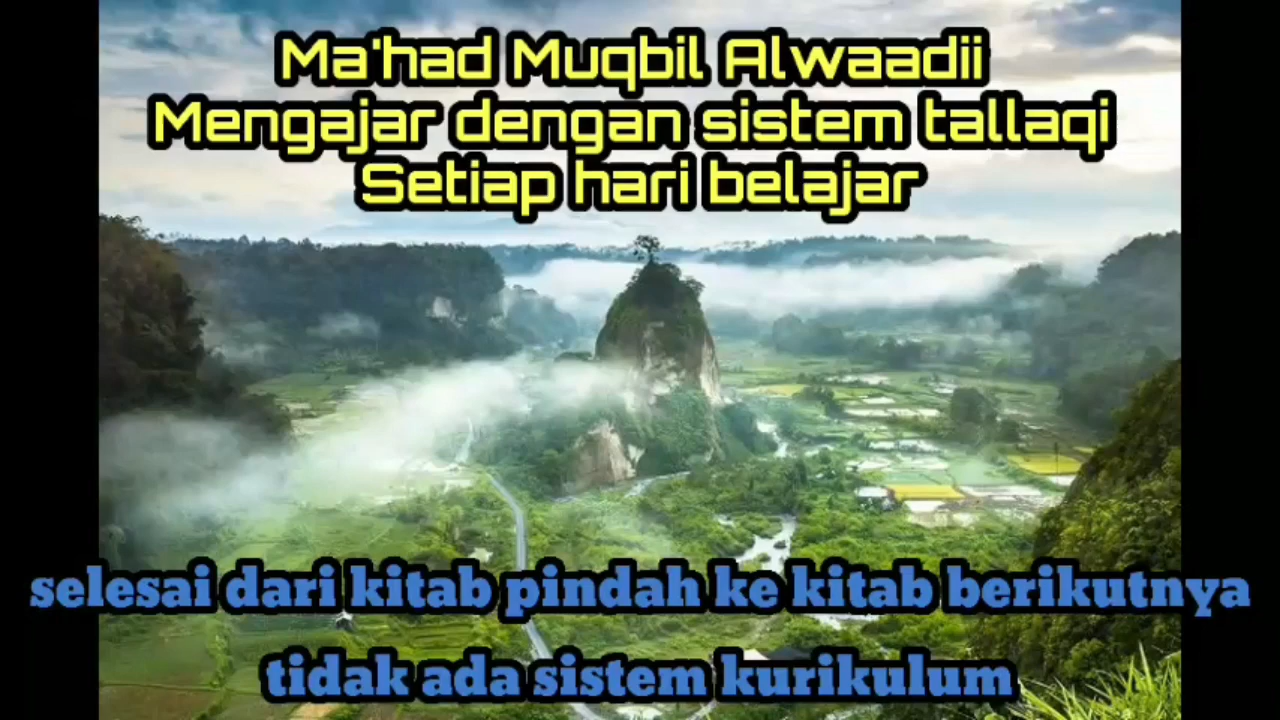 Ma'had Muqbil Alwaadii
Mengajar dengan sistem tallaqi
Setiap hari belajar
selesai dari kitab pindah ke kitab berikutnya
tidak ada sistem kurikulum